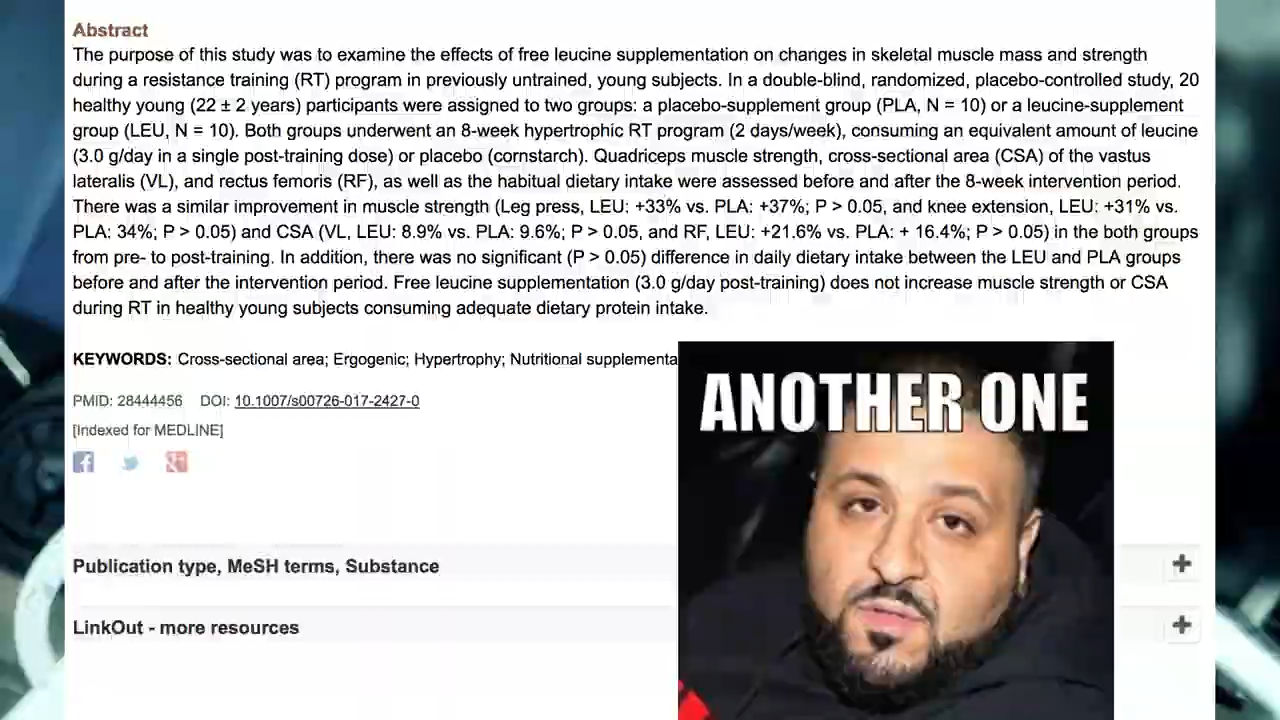 Abstract
The purpose of this study was to examine the effects of free leucine supplementation on changes in skeletal muscle mass and strength
during a resistance training (RT) program in previously untrained, young subjects. In a double-blind, randomized, placebo-controlled study, 20
healthy young (22 ± 2 years) participants were assigned to two groups: a placebo-supplement group (PLA, N = 10) or a leucine-supplement
group (LEU, N = 10). Both groups underwent an 8-week hypertrophic RT program (2 days/week), consuming an equivalent amount of leucine
(3.0 g/day in a single post-training dose) or placebo (cornstarch). Quadriceps muscle strength, cross-sectional area (CSA) of the vastus
lateralis (VL), and rectus femoris (RF), as well as the habitual dietary intake were assessed before and after the 8-week intervention period.
There was a similar improvement in muscle strength (Leg press, LEU: +33% vs. PLA: +37%; P > 0.05, and knee extension, LEU: +31% vs.
PLA: 34%; P > 0.05) and CSA (VL, LEU: 8.9% vs. PLA: 9.6%; P > 0.05, and RF, LEU: +21.6% vs. PLA: + 16.4%; P > 0.05) in the both groups
from pre- to post-training. In addition, there was no significant (P > 0.05) difference in daily dietary intake between the LEU and PLA groups
before and after the intervention period. Free leucine supplementation (3.0 g/day post-training) does not increase muscle strength or CSA
during RT in healthy young subjects consuming adequate dietary protein intake.
KEYWORDS: Cross-sectional area; Ergogenic; Hypertrophy; Nutritional supplementa
ANOTHER ONE
PMID: 28444456 DOI: 10.1007/s00726-017-2427-0
[Indexed for MEDLINE]
Publication type, MeSH terms, Substance
LinkOut - more resources